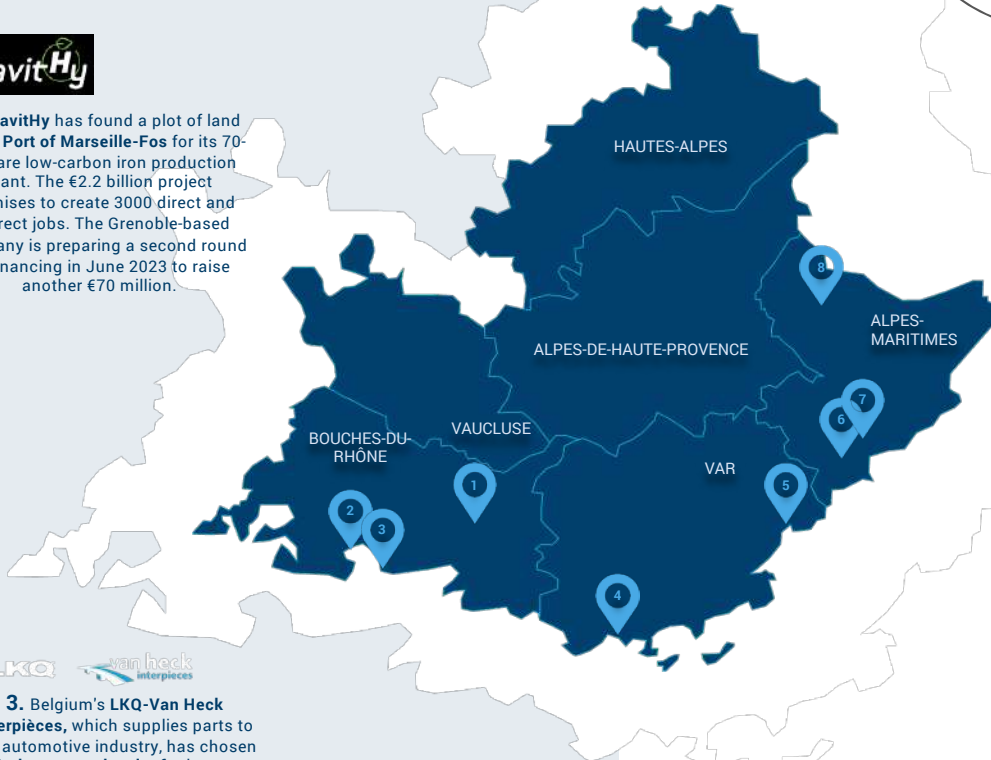 avitHy
avitHy has found a plot of land
Port of Marseille-Fos for its 70-
are low-carbon iron production
ant. The €2.2 billion project
ises to create 3000 direct and
rect jobs. The Grenoble-based
any is preparing a second round
nancing in June 2023 to raise
another €70 million.
HAUTES-ALPES
8
ALPES-
MARITIMES
ALPES-DE-HAUTE-PROVENCE
7
6
VAUCLUSE
BOUCHES-DU-
RHÔNE
VAR
1
5
2
3
4
LKQ
van heck
interpieces
3. Belgium's LKQ-Van Heck
erpièces, which supplies parts to
automotive industry, has chosen